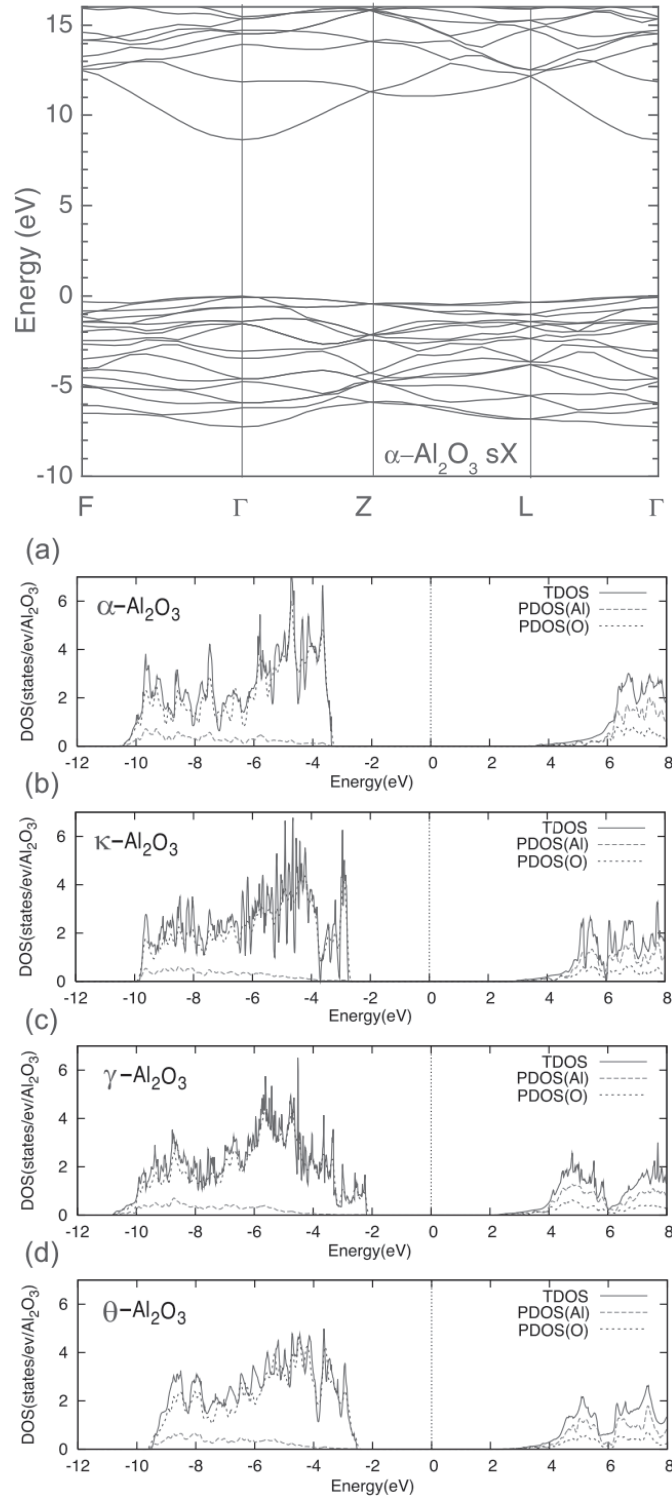 15
10
5
0
-5
-10
Energy (eV)
α−Al2O3 sX
F Γ Z L Γ
(a)
α−Al2O3
TDOS
PDOS(Al)
PDOS(O)
6
4
2
0
DOS(states/ev/Al2O3)
-12 -10 -8 -6 -4 -2 0 2 4 6 8
Energy(eV)
(b)
κ−Al2O3
TDOS
PDOS(Al)
PDOS(O)
6
4
2
0
DOS(states/ev/Al2O3)
-12 -10 -8 -6 -4 -2 0 2 4 6 8
Energy(eV)
(c)
γ−Al2O3
TDOS
PDOS(Al)
PDOS(O)
6
4
2
0
DOS(states/ev/Al2O3)
-12 -10 -8 -6 -4 -2 0 2 4 6 8
Energy(eV)
(d)
θ−Al2O3
TDOS
PDOS(Al)
PDOS(O)
6
4
2
0
DOS(states/ev/Al2O3)
-12 -10 -8 -6 -4 -2 0 2 4 6 8
Energy(eV)